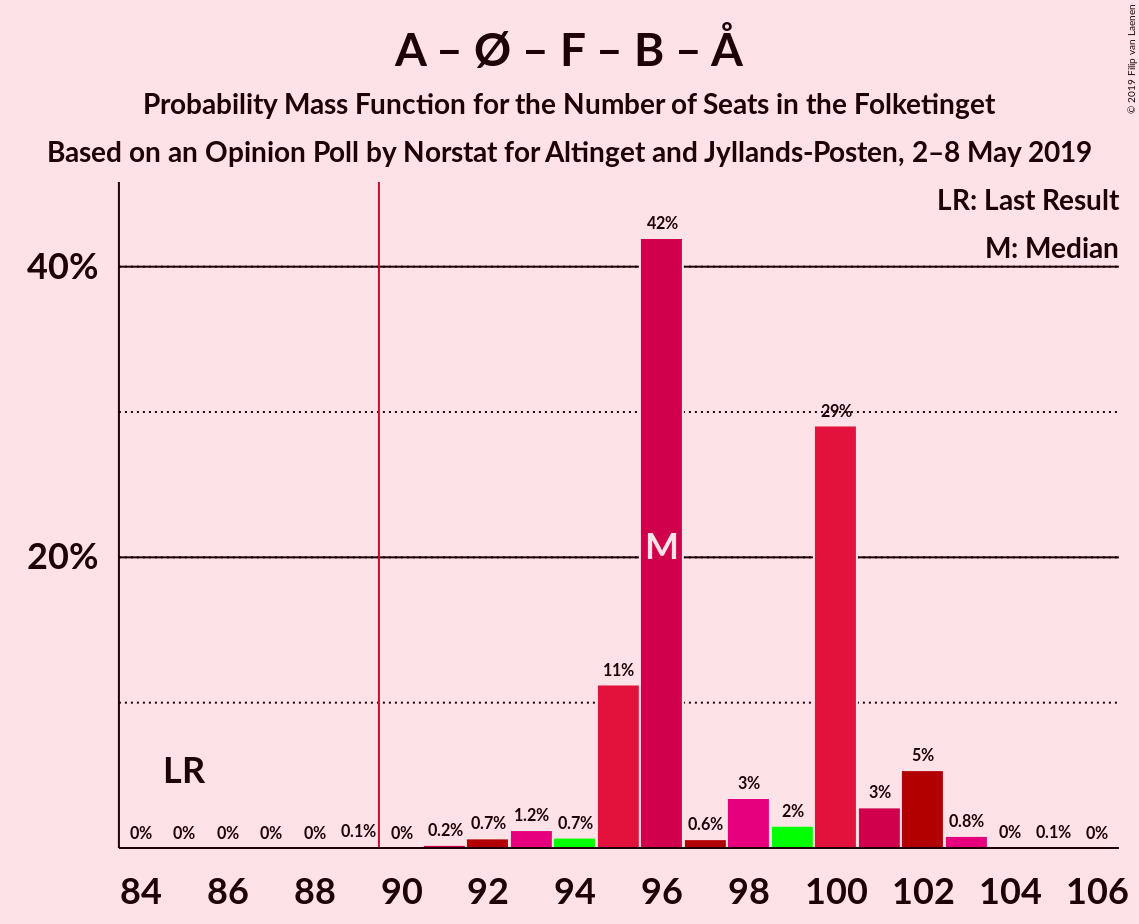 A – Ø – F – B – Å
Probability Mass Function for the Number of Seats in the Folketinget
Based on an Opinion Poll by Norstat for Altinget and Jyllands-Posten, 2–8 May 2019
© 2019 Filip van Laenen
LR: Last Result
M: Median
40%
20%
LR
M
0%
0%
0%
0%
0%
0.1%
0%
0.2%
0.7%
1.2%
0.7%
11%
42%
0.6%
3%
2%
29%
3%
5%
0.8%
0%
0.1%
0%
84 86 88 90 92 94 96 98 100 102 104 106